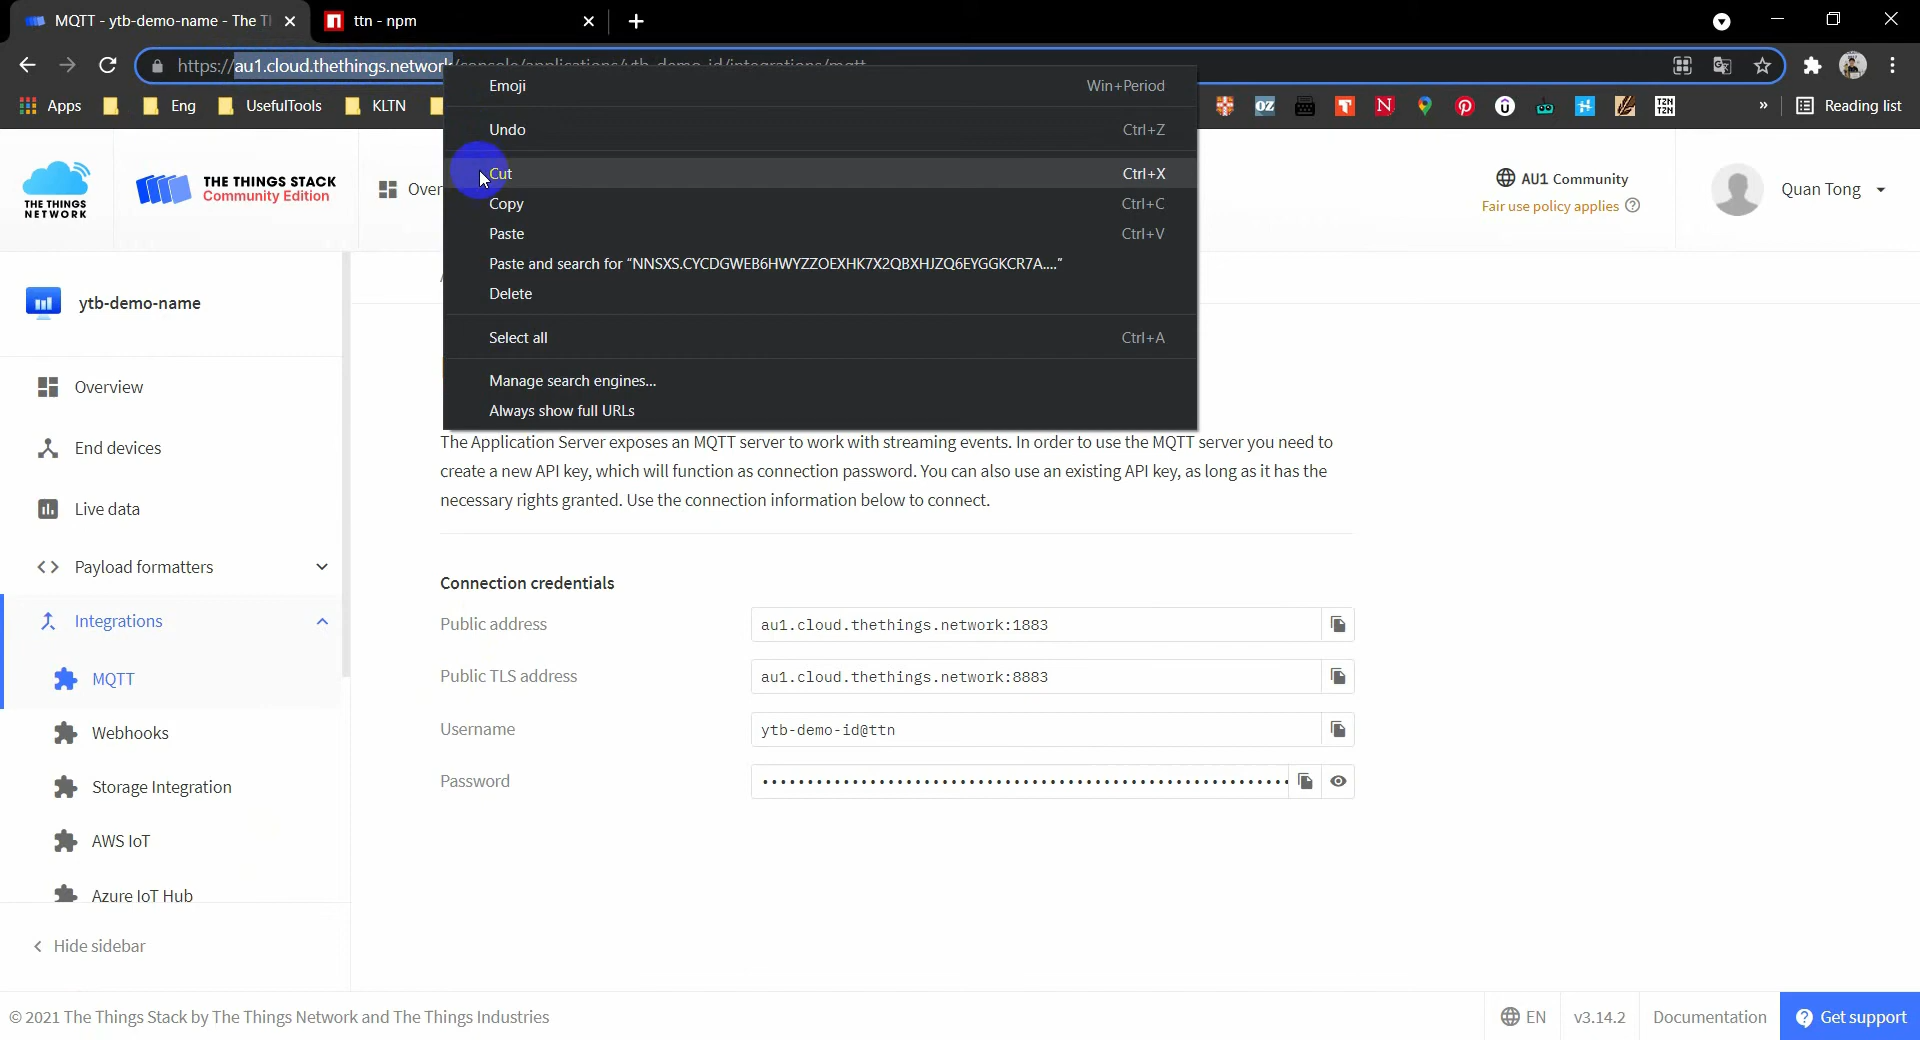 MQTT - ytb-demo-name - The T
ttn - npm
https://au1.cloud.thethings.network/console/applications/ytb-demo-id/integrations/mqtt
Apps
Eng
UsefulTools
KLTN
OZ
T
N
T2N
T2N
»
Reading list
Emoji Win+Period
Undo Ctrl+Z
Cut Ctrl+X
Copy Ctrl+C
Paste Ctrl+V
Paste and search for “NNSXS.CYCDGWEB6HWYZZOEXHK7X2QBXHJZQ6EYGGKCR7A....”
Delete
Select all Ctrl+A
Manage search engines...
Always show full URLs
THE THINGS
NETWORK
THE THINGS STACK
Community Edition
Over
AU1 Community
Fair use policy applies
Quan Tong
ytb-demo-name
Overview
End devices
Live data
Payload formatters
Integrations
MQTT
Webhooks
Storage Integration
AWS IoT
Azure IoT Hub
Hide sidebar
The Application Server exposes an MQTT server to work with streaming events. In order to use the MQTT server you need to
create a new API key, which will function as connection password. You can also use an existing API key, as long as it has the
necessary rights granted. Use the connection information below to connect.
Connection credentials
Public address au1.cloud.thethings.network:1883
Public TLS address au1.cloud.thethings.network:8883
Username ytb-demo-id@ttn
Password
© 2021 The Things Stack by The Things Network and The Things Industries
EN
v3.14.2
Documentation
Get support